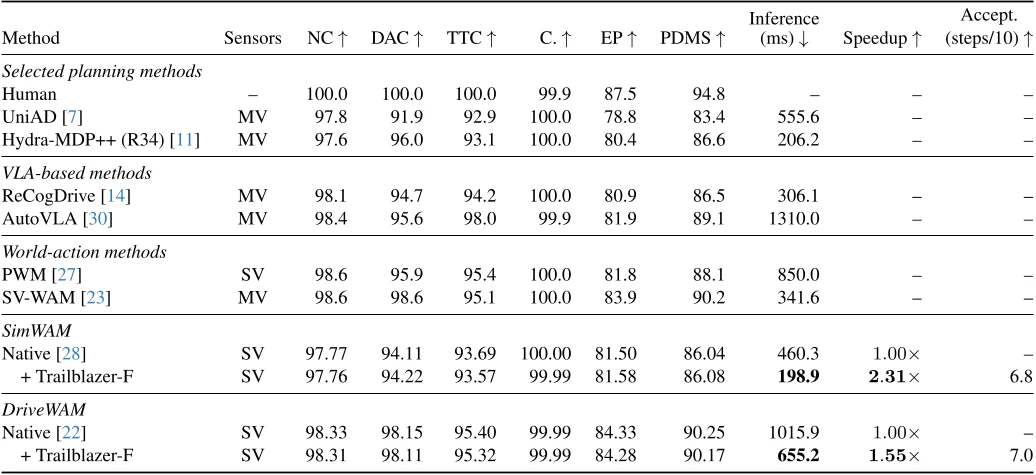 Method Sensors NC ↑ DAC ↑ TTC ↑ C. ↑ EP ↑ PDMS ↑ Inference (ms) ↓ Speedup ↑ Accept. (steps/10) ↑
Selected planning methods
Human – 100.0 100.0 100.0 99.9 87.5 94.8 – – –
UniAD [7] MV 97.8 91.9 92.9 100.0 78.8 83.4 555.6 – –
Hydra-MDP++ (R34) [11] MV 97.6 96.0 93.1 100.0 80.4 86.6 206.2 – –
VLA-based methods
ReCogDrive [14] MV 98.1 94.7 94.2 100.0 80.9 86.5 306.1 – –
AutoVLA [30] MV 98.4 95.6 98.0 99.9 81.9 89.1 1310.0 – –
World-action methods
PWM [27] SV 98.6 95.9 95.4 100.0 81.8 88.1 850.0 – –
SV-WAM [23] MV 98.6 98.6 95.1 100.0 83.9 90.2 341.6 – –
SimWAM
Native [28] SV 97.77 94.11 93.69 100.00 81.50 86.04 460.3 1.00× –
+ Trailblazer-F SV 97.76 94.22 93.57 99.99 81.58 86.08 198.9 2.31× 6.8
DriveWAM
Native [22] SV 98.33 98.15 95.40 99.99 84.33 90.25 1015.9 1.00× –
+ Trailblazer-F SV 98.31 98.11 95.32 99.99 84.28 90.17 655.2 1.55× 7.0